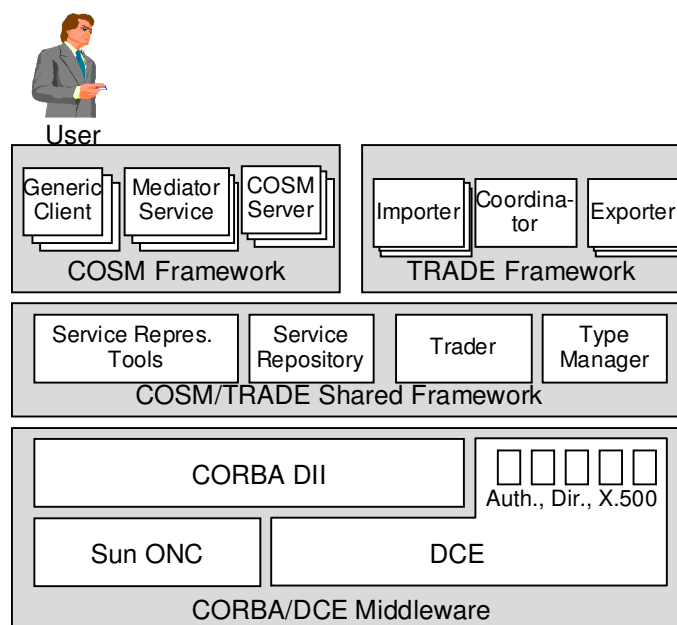 User
Generic
Client
Mediator
Service
COSM
Server
COSM Framework
Importer
Coordina-
tor
Exporter
TRADE Framework
Service Repres.
Tools
Service
Repository
Trader
Type
Manager
COSM/TRADE Shared Framework
CORBA DII
Auth., Dir., X.500
Sun ONC
DCE
CORBA/DCE Middleware